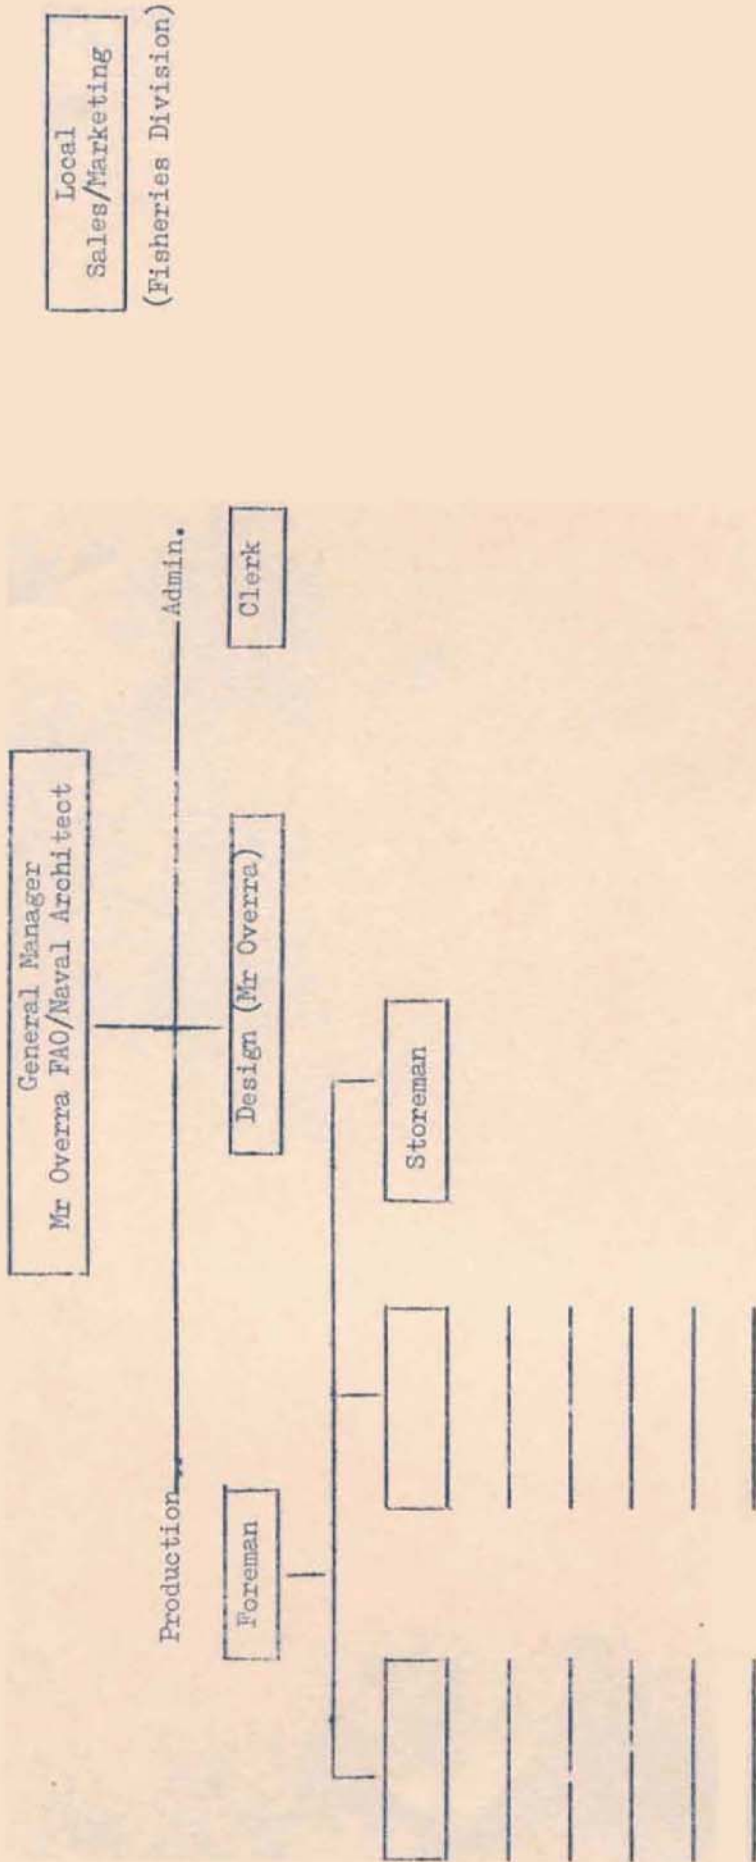 General Manager
Mr Overra FAO/Naval Architect
Local
Sales/Marketing
(Fisheries Division)
Production
Admin.
Foreman
Design (Mr Overra)
Clerk
Storeman